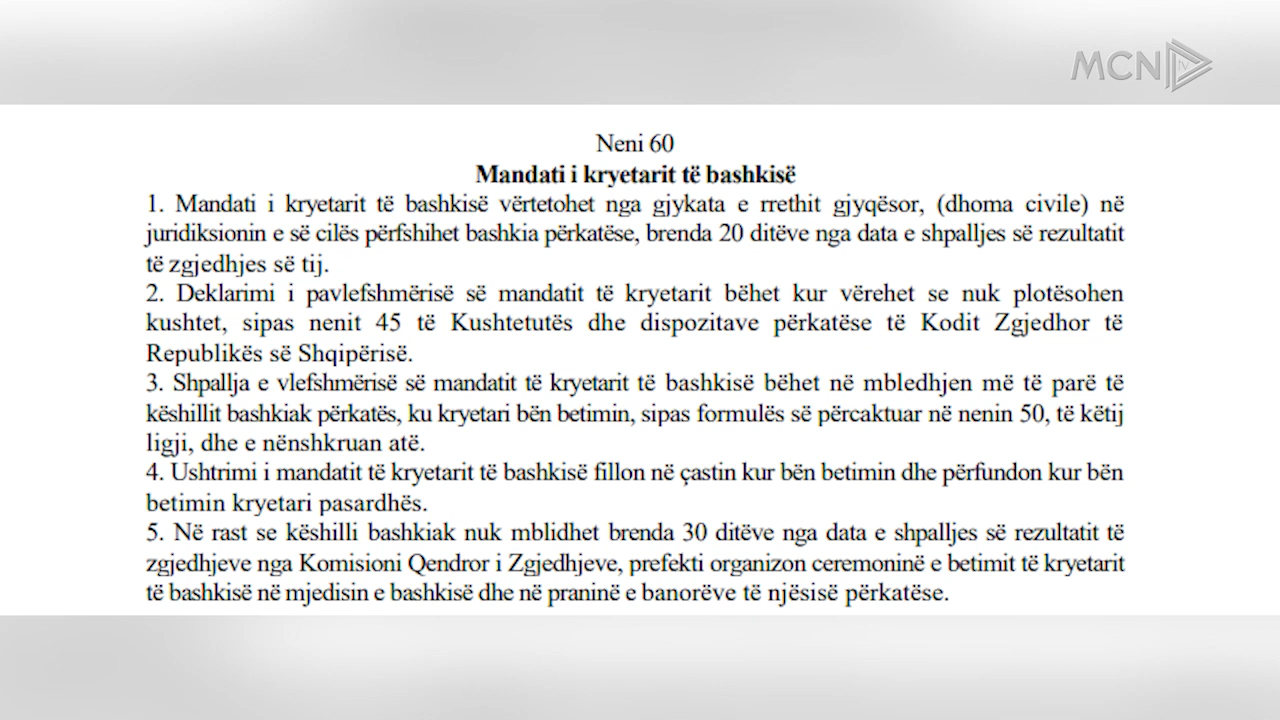 MCN TV
Neni 60
Mandati i kryetarit të bashkisë
1. Mandati i kryetarit të bashkisë vërtetohet nga gjykata e rrethit gjyqësor, (dhoma civile) në
juridiksionin e së cilës përfshihet bashkia përkatëse, brenda 20 ditëve nga data e shpalljes së rezultatit
të zgjedhjes së tij.
2. Deklarimi i pavlefshmërisë së mandatit të kryetarit bëhet kur vërehet se nuk plotësohen
kushtet, sipas nenit 45 të Kushtetutës dhe dispozitave përkatëse të Kodit Zgjedhor të
Republikës së Shqipërisë.
3. Shpallja e vlefshmërisë së mandatit të kryetarit të bashkisë bëhet në mbledhjen më të parë të
këshillit bashkiak përkatës, ku kryetari bën betimin, sipas formulës së përcaktuar në nenin 50, të këtij
ligji, dhe e nënshkruan atë.
4. Ushtrimi i mandatit të kryetarit të bashkisë fillon në çastin kur bën betimin dhe përfundon kur bën
betimin kryetari pasardhës.
5. Në rast se këshilli bashkiak nuk mblidhet brenda 30 ditëve nga data e shpalljes së rezultatit të
zgjedhjeve nga Komisioni Qendror i Zgjedhjeve, prefekti organizon ceremoninë e betimit të kryetarit
të bashkisë në mjedisin e bashkisë dhe në praninë e banorëve të njësisë përkatëse.